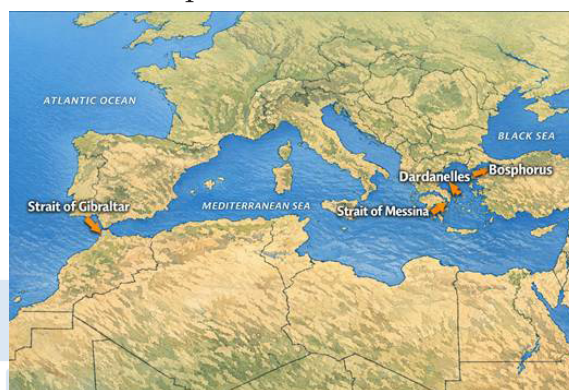 ATLANTIC OCEAN
BLACK SEA
Bosphorus
Dardanelles
Strait of Gibraltar
MEDITERRANEAN SEA
Strait of Messina